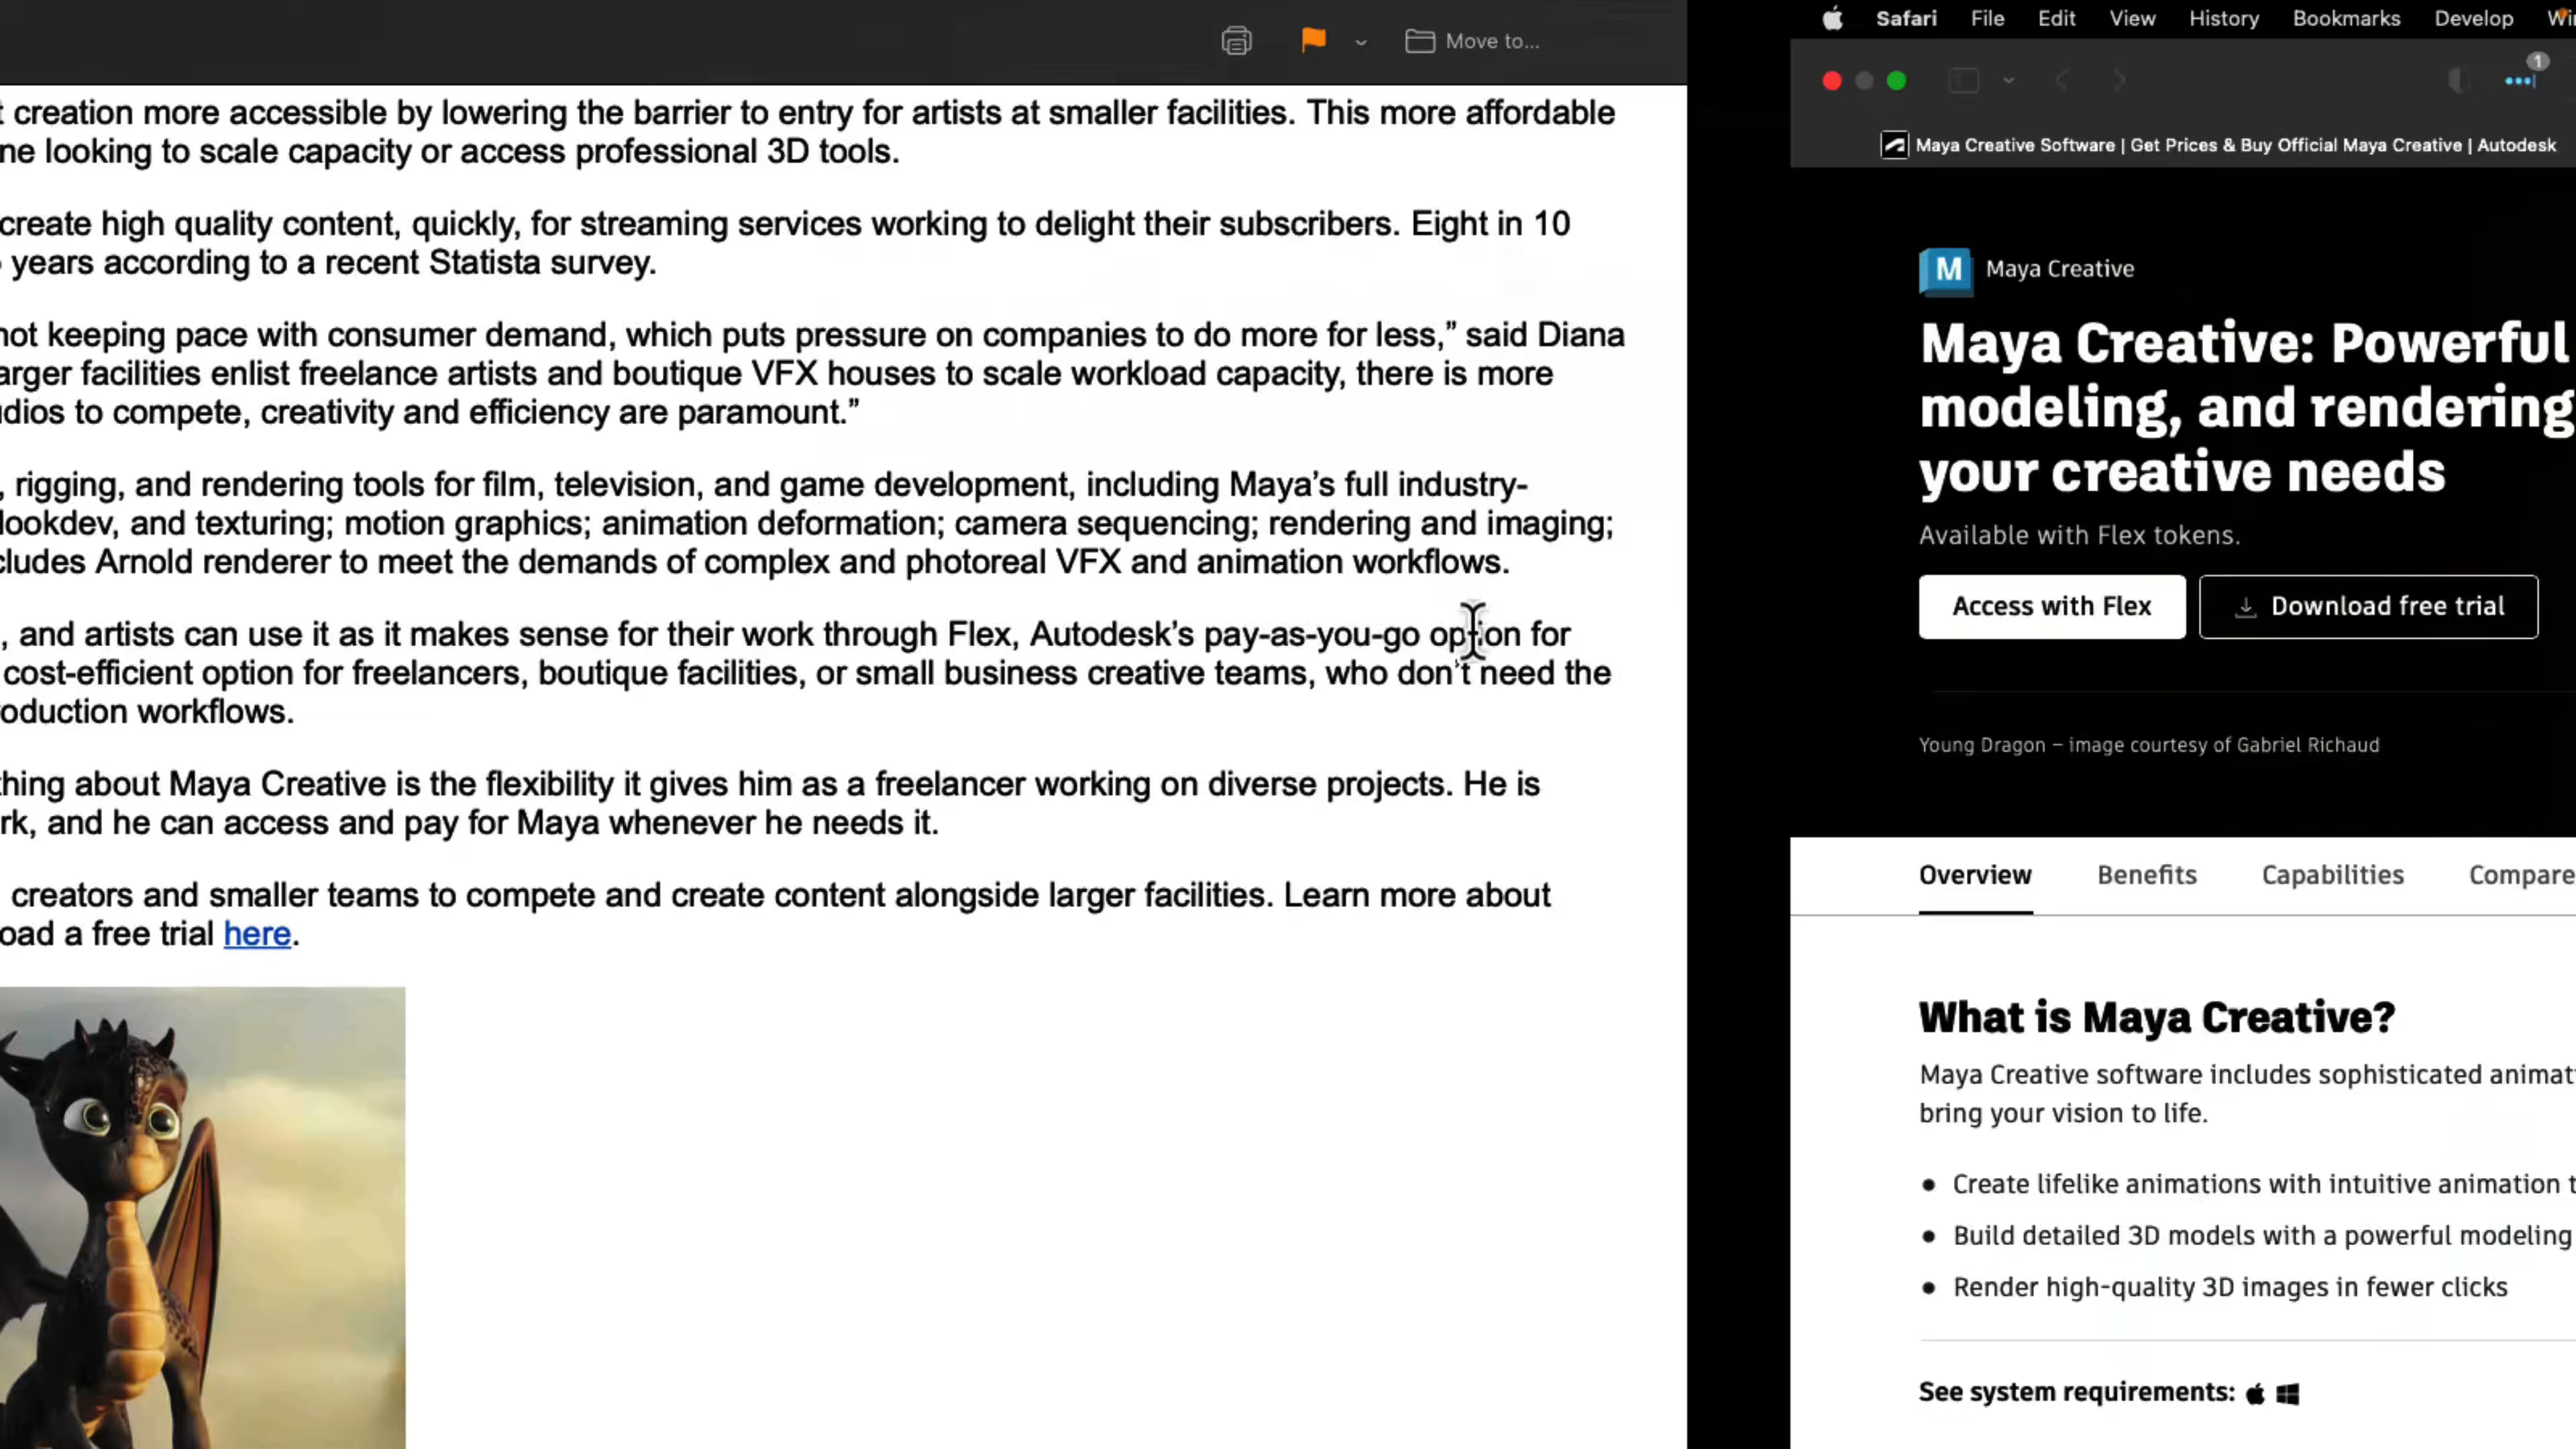 Move to...
creation more accessible by lowering the barrier to entry for artists at smaller facilities. This more affordable
ne looking to scale capacity or access professional 3D tools.
create high quality content, quickly, for streaming services working to delight their subscribers. Eight in 10
years according to a recent Statista survey.
not keeping pace with consumer demand, which puts pressure on companies to do more for less,” said Diana
arger facilities enlist freelance artists and boutique VFX houses to scale workload capacity, there is more
dios to compete, creativity and efficiency are paramount.”
, rigging, and rendering tools for film, television, and game development, including Maya’s full industry-
lookdev, and texturing; motion graphics; animation deformation; camera sequencing; rendering and imaging;
cludes Arnold renderer to meet the demands of complex and photoreal VFX and animation workflows.
, and artists can use it as it makes sense for their work through Flex, Autodesk’s pay-as-you-go option for
cost-efficient option for freelancers, boutique facilities, or small business creative teams, who don’t need the
oduction workflows.
thing about Maya Creative is the flexibility it gives him as a freelancer working on diverse projects. He is
rk, and he can access and pay for Maya whenever he needs it.
creators and smaller teams to compete and create content alongside larger facilities. Learn more about
oad a free trial here.
Safari File Edit View History Bookmarks Develop Wi
1
Maya Creative Software | Get Prices & Buy Official Maya Creative | Autodesk
M Maya Creative
Maya Creative: Powerful
modeling, and rendering
your creative needs
Available with Flex tokens.
Access with Flex Download free trial
Young Dragon – image courtesy of Gabriel Richaud
Overview Benefits Capabilities Compare
What is Maya Creative?
Maya Creative software includes sophisticated animat
bring your vision to life.
• Create lifelike animations with intuitive animation t
• Build detailed 3D models with a powerful modeling
• Render high-quality 3D images in fewer clicks
See system requirements: